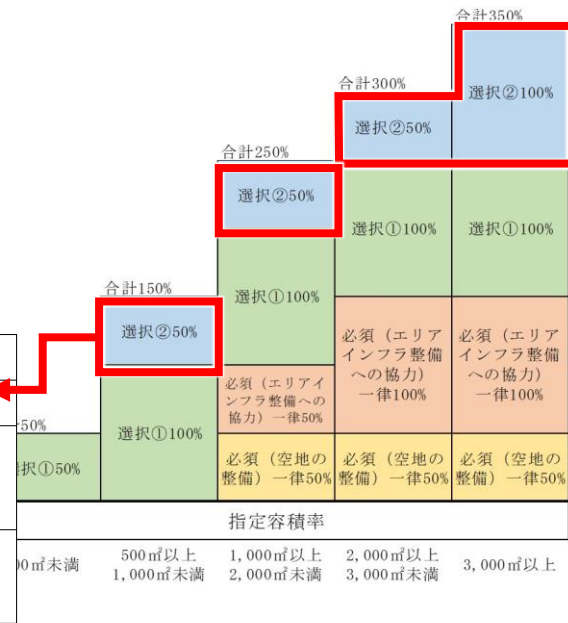 合計350%
選択②100%
合計300%
選択②50%
合計250%
選択②50%
選択①100%
選択①100%
選択①100%
合計150%
選択②50%
選択①100%
必須（エリア
インフラ整備
への協力）
一律100%
必須（エリア
インフラ整備
への協力）
一律100%
必須（エリアイ
ンフラ整備への
協力）一律50%
50%
択①50%
必須（空地の
整備）一律50%
必須（空地の
整備）一律50%
必須（空地の
整備）一律50%
指定容積率
0㎡未満
500㎡以上
1,000㎡未満
1,000㎡以上
2,000㎡未満
2,000㎡以上
3,000㎡未満
3,000㎡以上